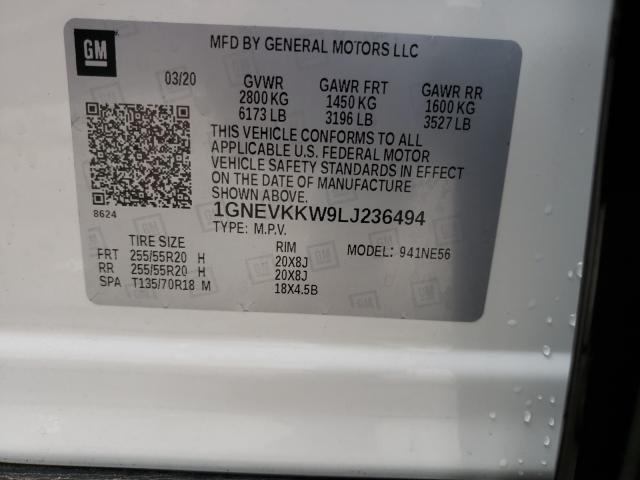 GM
MFD BY GENERAL MOTORS LLC
03/20 GVWR GAWR FRT GAWR RR
2800 KG 1450 KG 1600 KG
6173 LB 3196 LB 3527 LB
THIS VEHICLE CONFORMS TO ALL
APPLICABLE U.S. FEDERAL MOTOR
VEHICLE SAFETY STANDARDS IN EFFECT
ON THE DATE OF MANUFACTURE
SHOWN ABOVE.
8624
1GNEVKKW9LJ236494
TYPE: M.P.V.
TIRE SIZE RIM MODEL: 941NE56
FRT 255/55R20 H 20X8J
RR 255/55R20 H 20X8J
SPA T135/70R18 M 18X4.5B